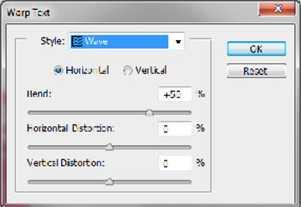 Warp Text
Style: Wave
OK
Horizontal Vertical
Reset
Bend: +50 %
Horizontal Distortion: 0 %
Vertical Distortion: 0 %